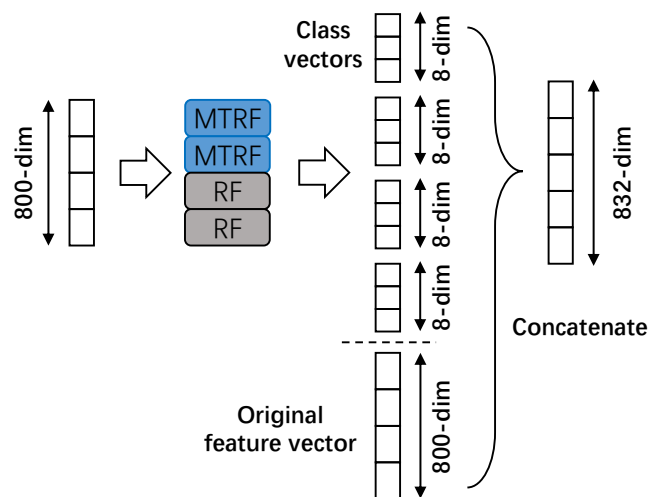 800-dim
MTRF
MTRF
RF
RF
Class
vectors
8-dim
8-dim
8-dim
8-dim
Original
feature vector
800-dim
832-dim
Concatenate